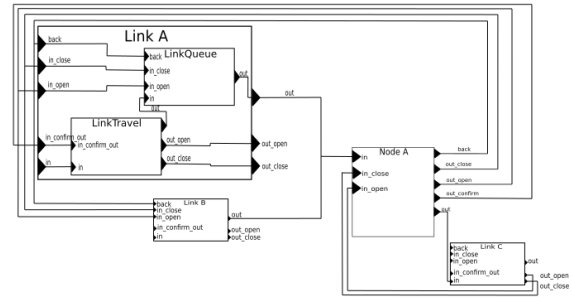 Link A
back
in_close
in_open
in_confirm_out
in
LinkQueue
back
in_close
in_open
in
out
out
LinkTravel
in_confirm_out
in
out_open
out_close
out
out_open
out_close
Link B
back
in_close
in_open
in_confirm_out
in
out
out_open
out_close
Node A
in
in_close
in_open
back
out_close
out_open
out_confirm
out
Link C
back
in_close
in_open
in_confirm_out
in
out
out_open
out_close